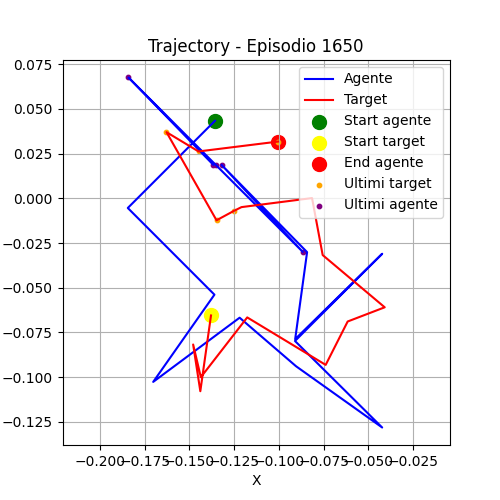 Trajectory - Episodio 1650
0.075
0.050
0.025
0.000
−0.025
−0.050
−0.075
−0.100
−0.125
Agente
Target
Start agente
Start target
End agente
Ultimi target
Ultimi agente
−0.200 −0.175 −0.150 −0.125 −0.100 −0.075 −0.050 −0.025
X